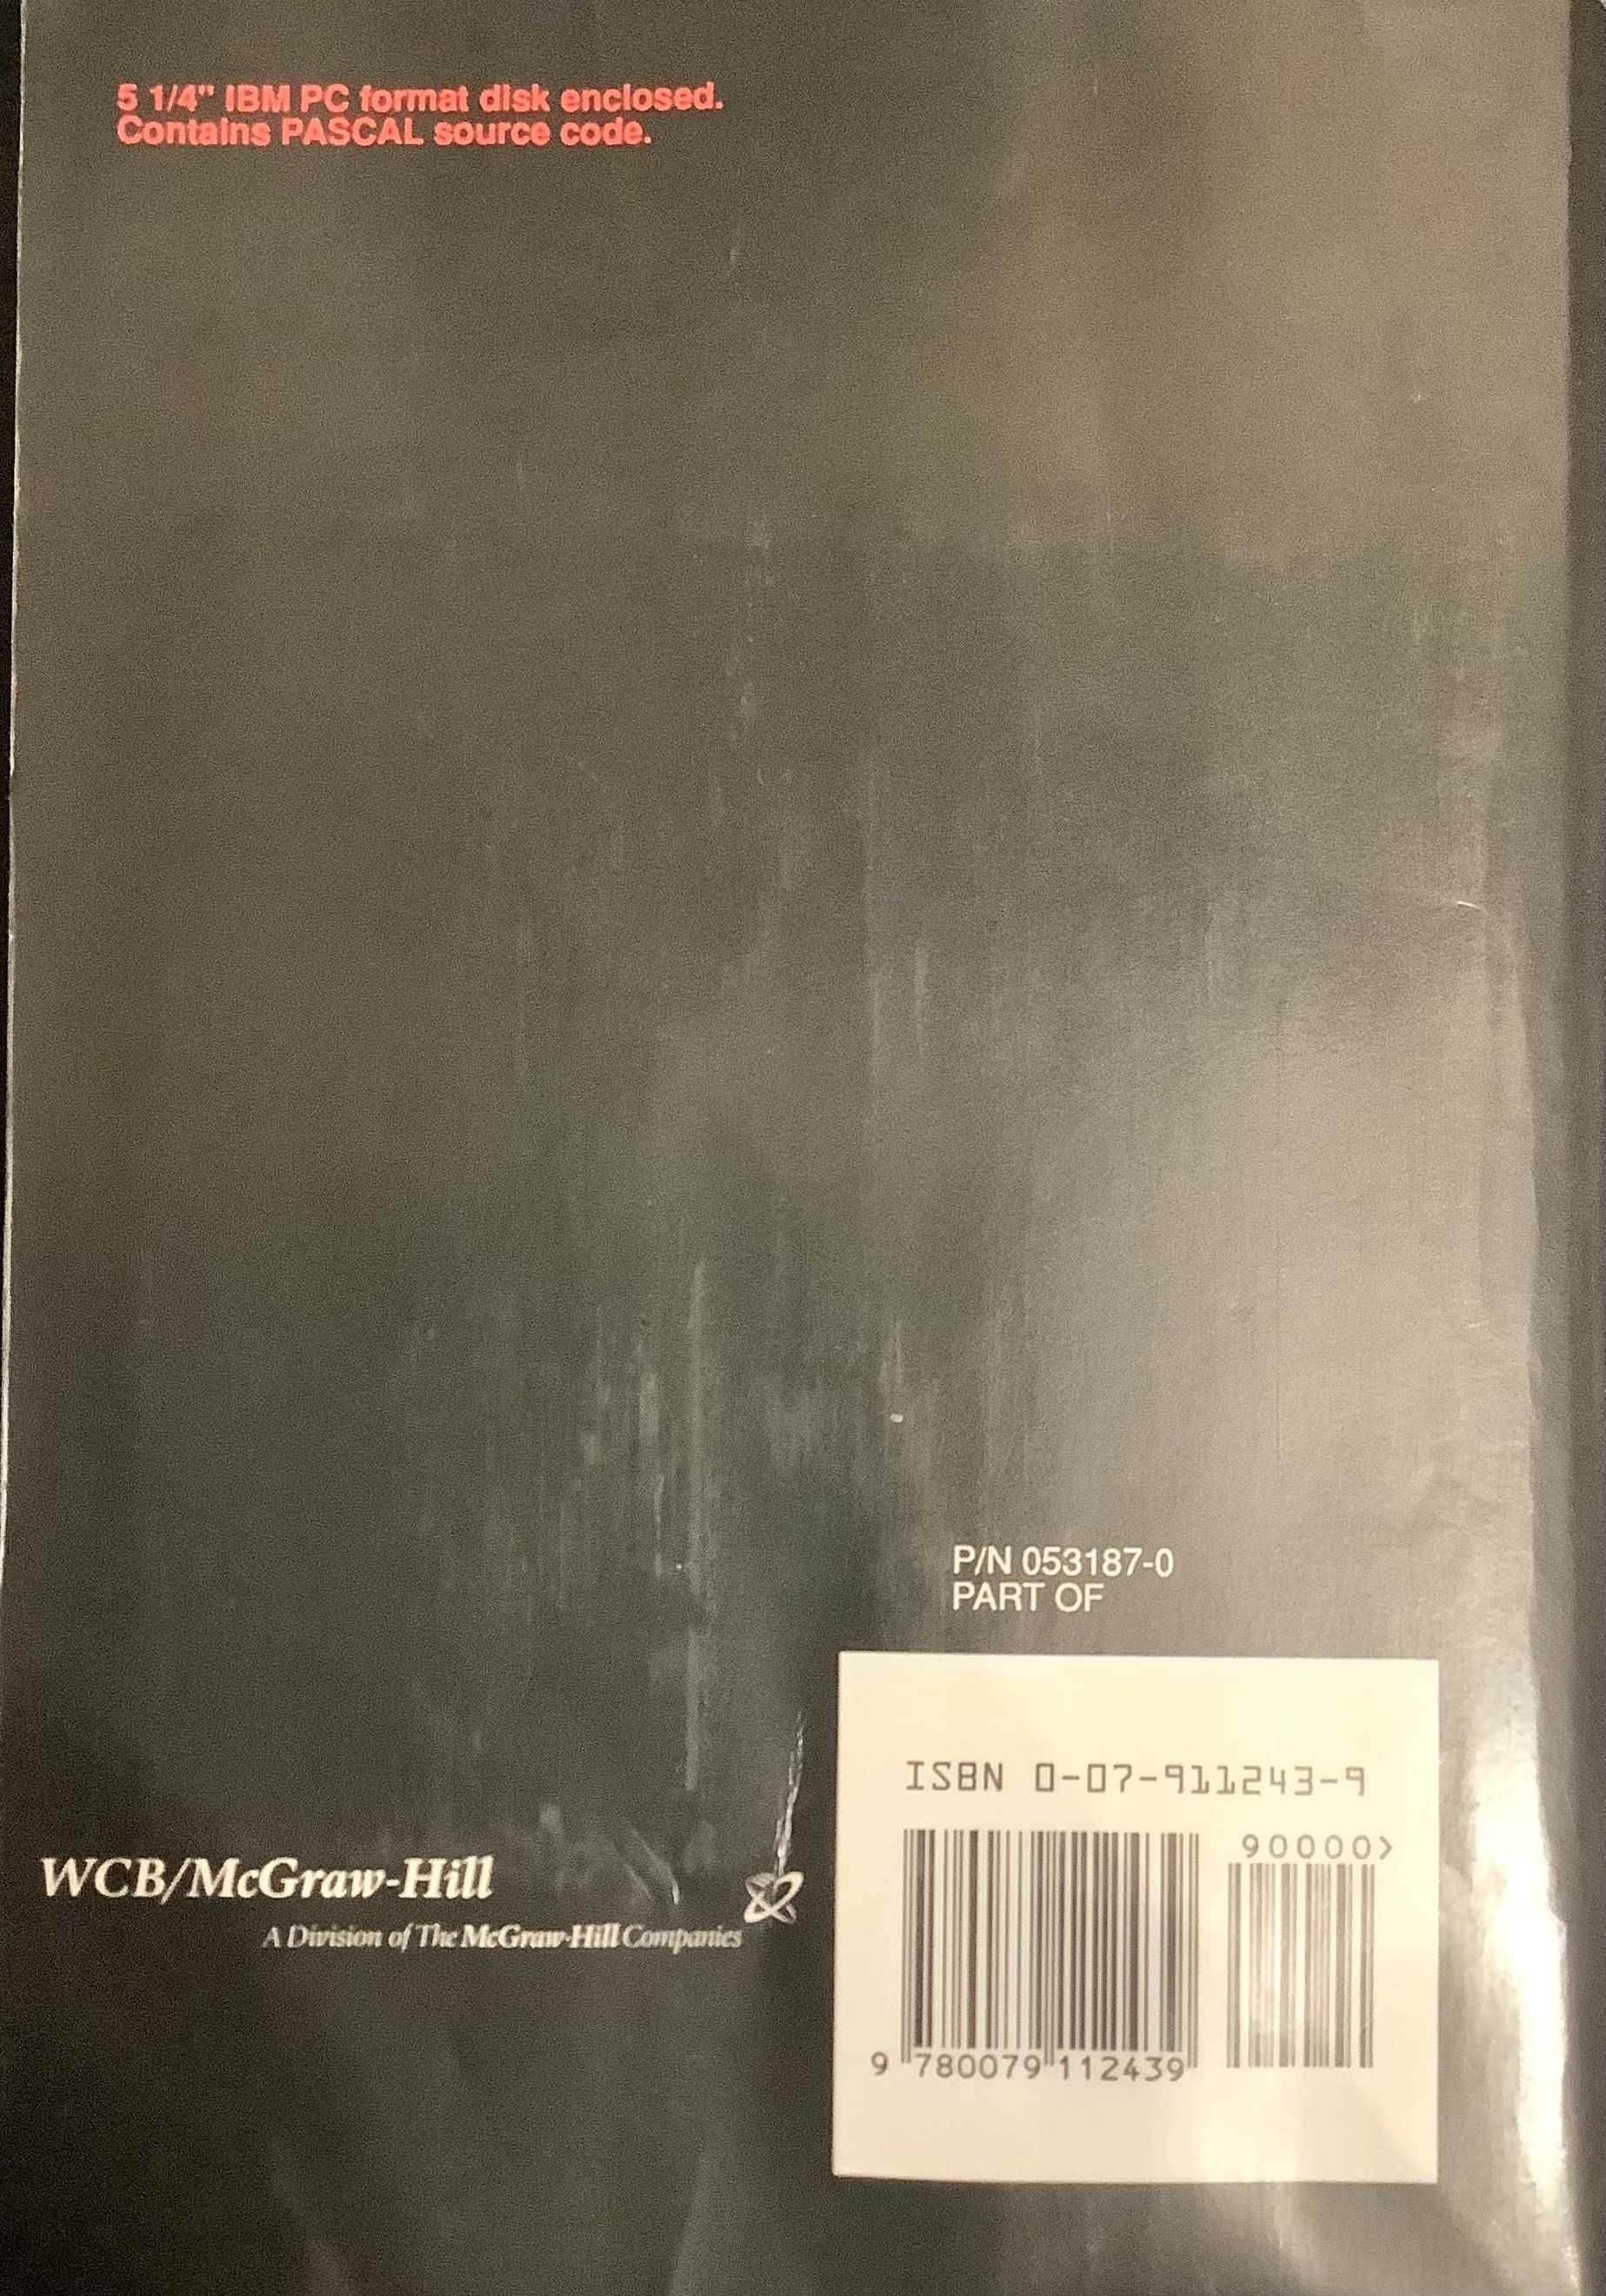 5 1/4" IBM PC format disk enclosed.
Contains PASCAL source code.
P/N 053187-0
PART OF
ISBN 0-07-911243-9
90000>
9 780079 112439
WCB/McGraw-Hill
A Division of The McGraw-Hill Companies